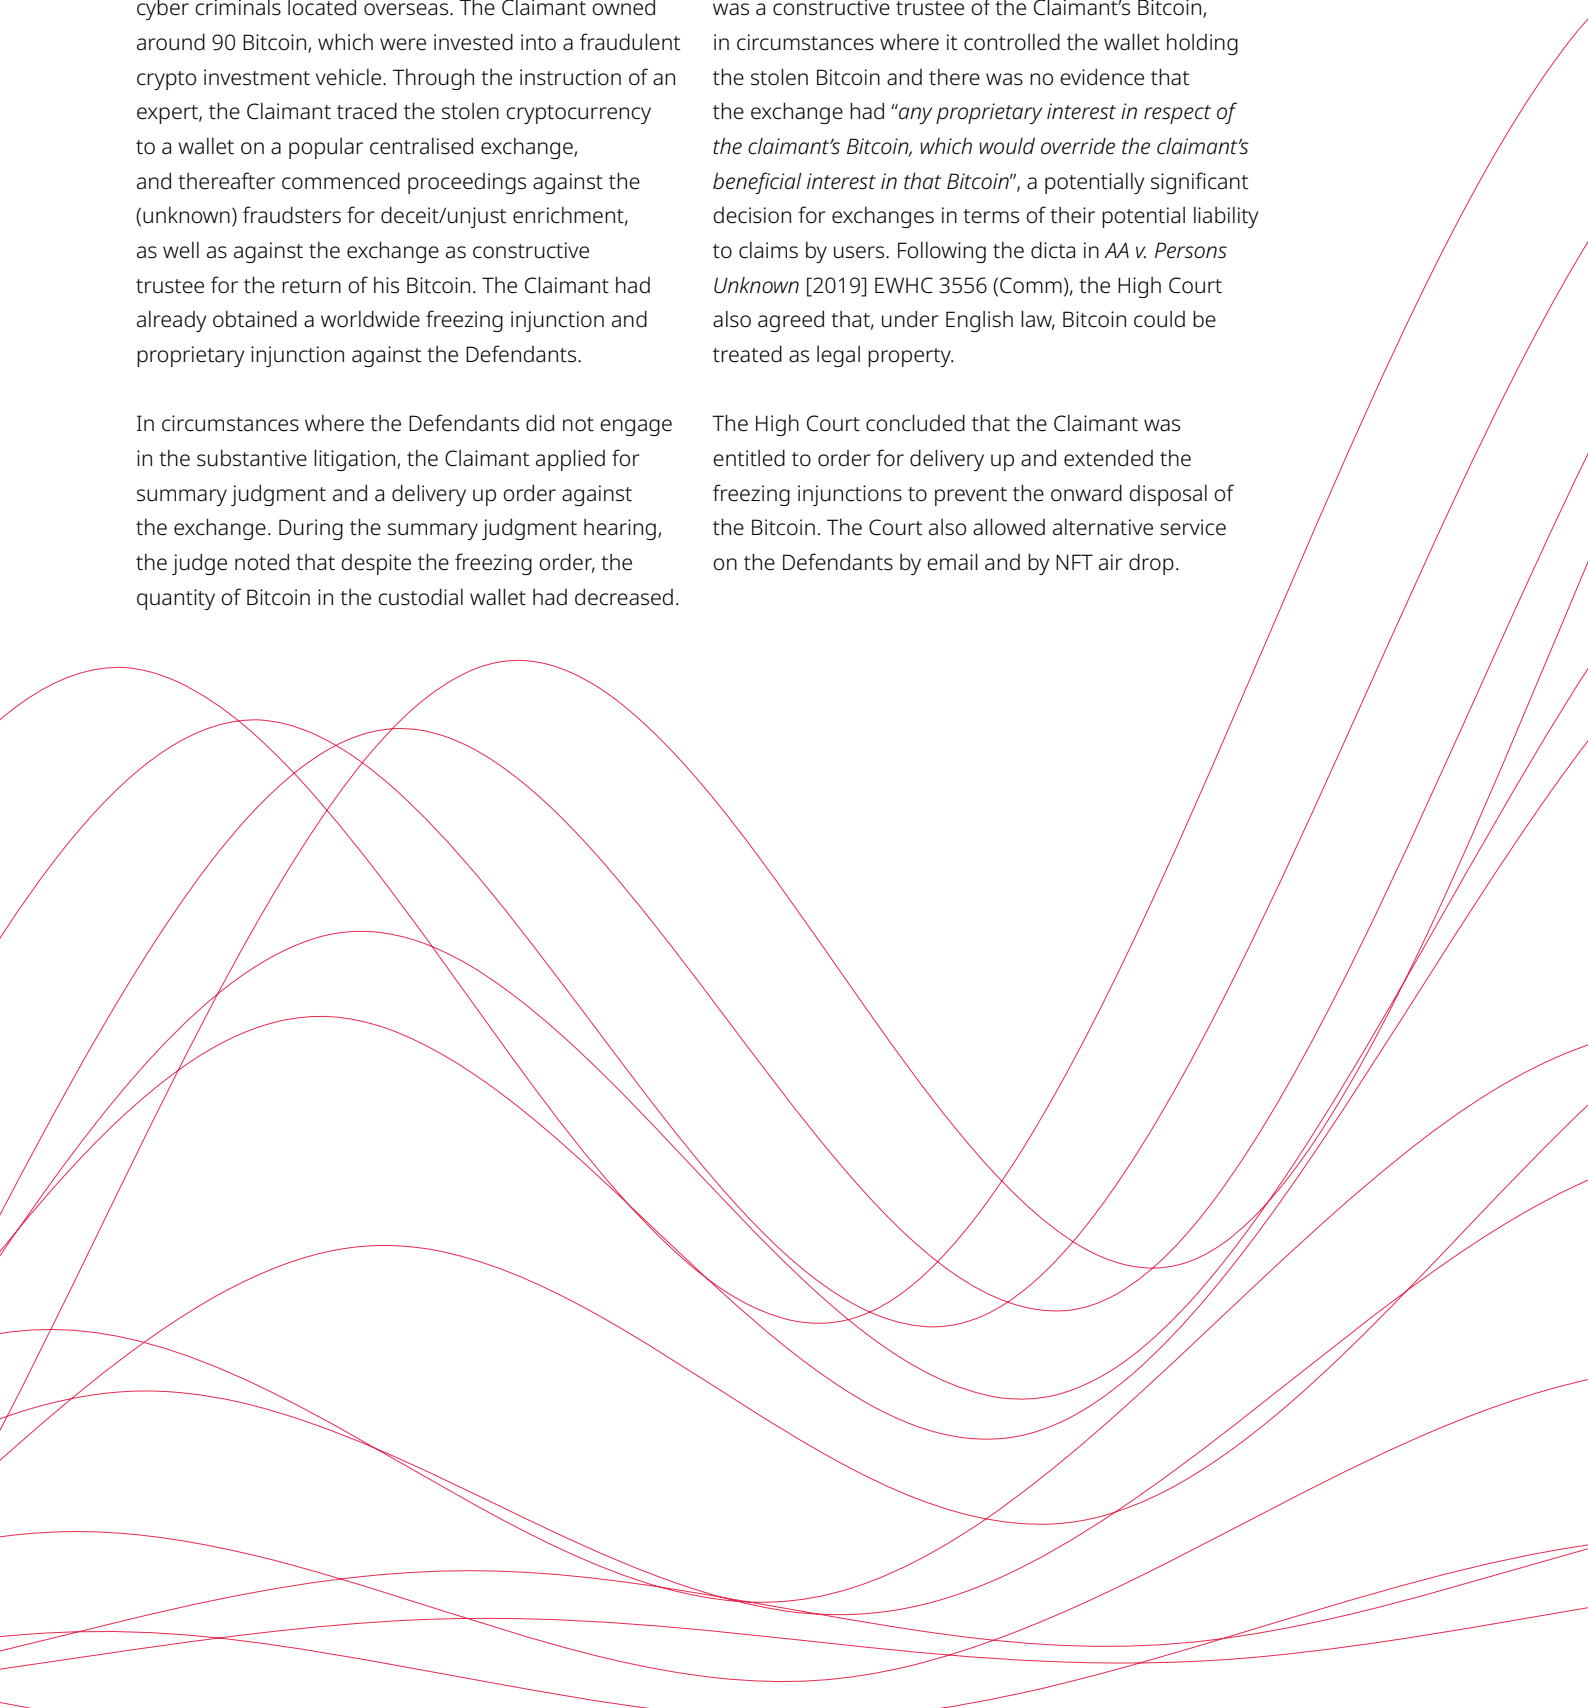 cyber criminals located overseas. The Claimant owned
around 90 Bitcoin, which were invested into a fraudulent
crypto investment vehicle. Through the instruction of an
expert, the Claimant traced the stolen cryptocurrency
to a wallet on a popular centralised exchange,
and thereafter commenced proceedings against the
(unknown) fraudsters for deceit/unjust enrichment,
as well as against the exchange as constructive
trustee for the return of his Bitcoin. The Claimant had
already obtained a worldwide freezing injunction and
proprietary injunction against the Defendants.

In circumstances where the Defendants did not engage
in the substantive litigation, the Claimant applied for
summary judgment and a delivery up order against
the exchange. During the summary judgment hearing,
the judge noted that despite the freezing order, the
quantity of Bitcoin in the custodial wallet had decreased.

was a constructive trustee of the Claimant’s Bitcoin,
in circumstances where it controlled the wallet holding
the stolen Bitcoin and there was no evidence that
the exchange had “any proprietary interest in respect of
the claimant’s Bitcoin, which would override the claimant’s
beneficial interest in that Bitcoin”, a potentially significant
decision for exchanges in terms of their potential liability
to claims by users. Following the dicta in AA v. Persons
Unknown [2019] EWHC 3556 (Comm), the High Court
also agreed that, under English law, Bitcoin could be
treated as legal property.

The High Court concluded that the Claimant was
entitled to order for delivery up and extended the
freezing injunctions to prevent the onward disposal of
the Bitcoin. The Court also allowed alternative service
on the Defendants by email and by NFT air drop.